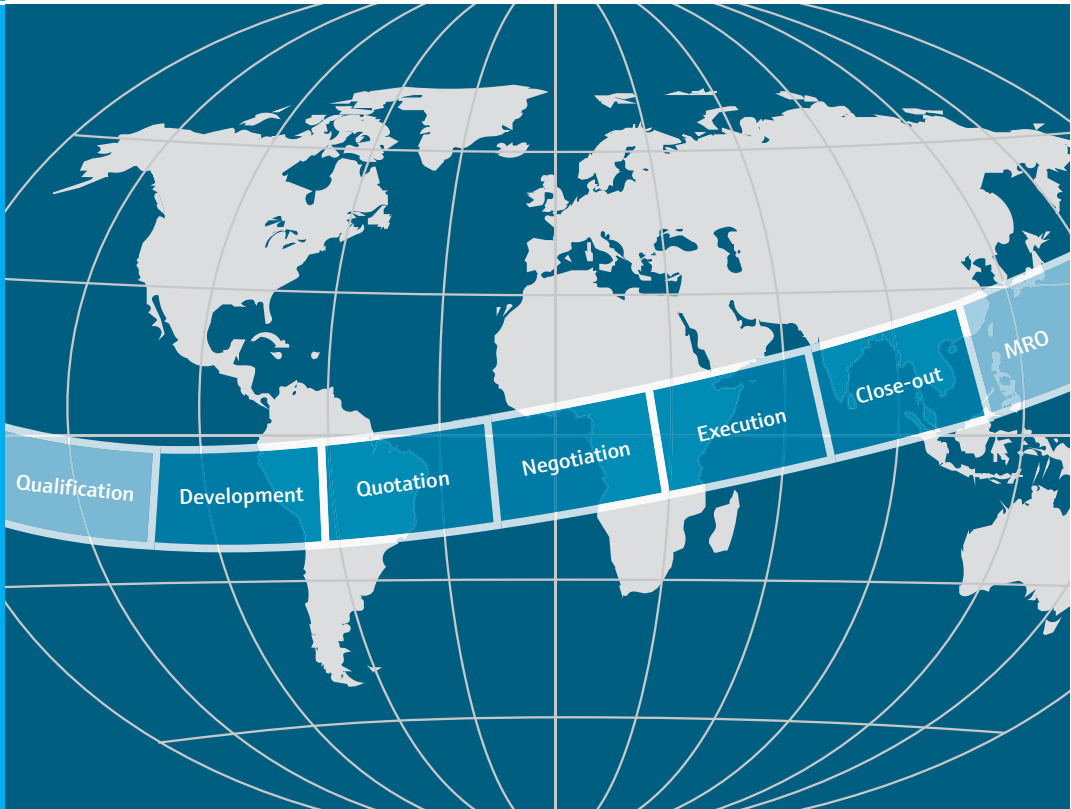 Qualification
Development
Quotation
Negotiation
Execution
Close-out
MRO